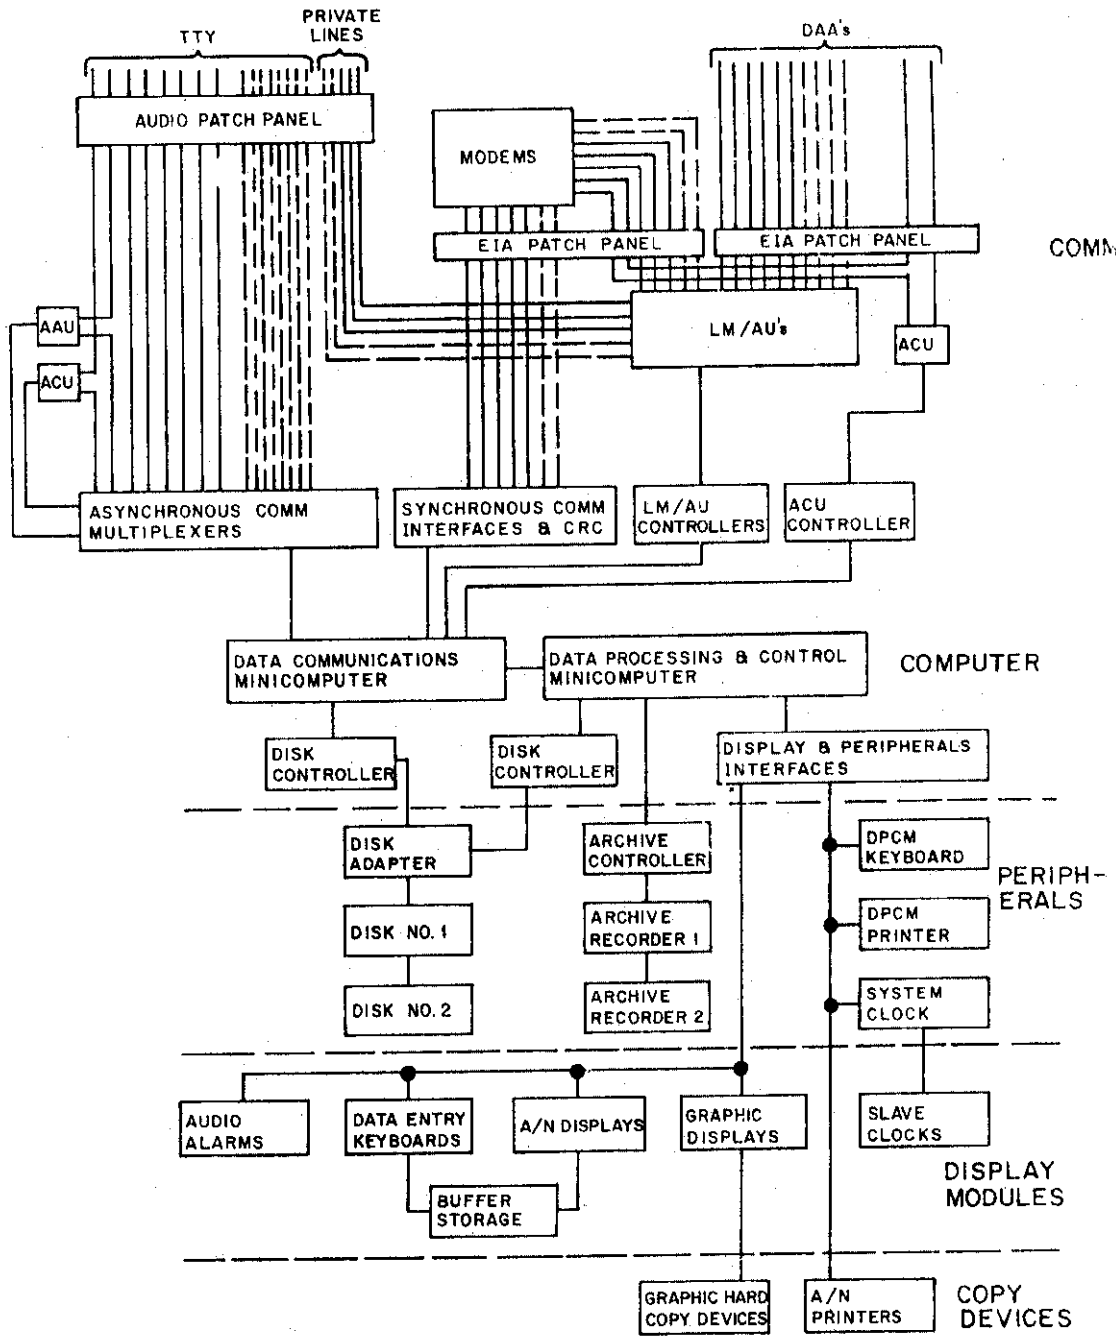 PRIVATE
LINES
TTY
DAA's
AUDIO PATCH PANEL
MODEMS
EIA PATCH PANEL
EIA PATCH PANEL
COMM
AAU
LM/AU's
ACU
ACU
ASYNCHRONOUS COMM
MULTIPLEXERS
SYNCHRONOUS COMM
INTERFACES & CRC
LM/AU
CONTROLLERS
ACU
CONTROLLER
DATA COMMUNICATIONS
MINICOMPUTER
DATA PROCESSING & CONTROL
MINICOMPUTER
COMPUTER
DISK
CONTROLLER
DISK
CONTROLLER
DISPLAY & PERIPHERALS
INTERFACES
DISK
ADAPTER
ARCHIVE
CONTROLLER
DPCM
KEYBOARD
PERIPH-
ERALS
DISK NO. 1
ARCHIVE
RECORDER 1
DPCM
PRINTER
DISK NO. 2
ARCHIVE
RECORDER 2
SYSTEM
CLOCK
AUDIO
ALARMS
DATA ENTRY
KEYBOARDS
A/N DISPLAYS
GRAPHIC
DISPLAYS
SLAVE
CLOCKS
DISPLAY
MODULES
BUFFER
STORAGE
GRAPHIC HARD
COPY DEVICES
A/N
PRINTERS
COPY
DEVICES